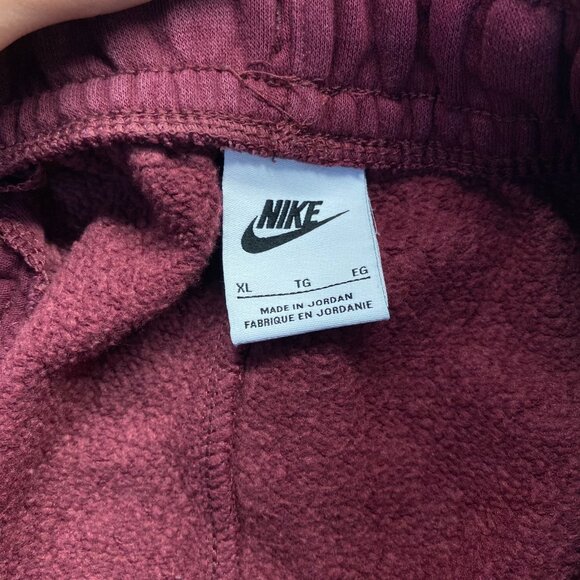 NIKE
XL TG EG
MADE IN JORDAN
FABRIQUE EN JORDANIE